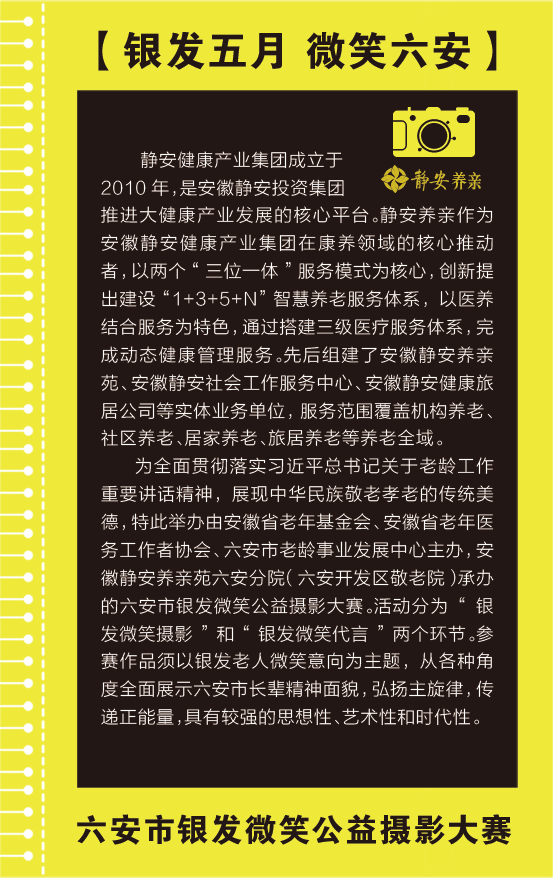 【银发五月 微笑六安】
静安养亲
静安健康产业集团成立于
2010年，是安徽静安投资集团
推进大健康产业发展的核心平台。静安养亲作为
安徽静安健康产业集团在康养领域的核心推动
者，以两个“三位一体”服务模式为核心，创新提
出建设“1+3+5+N”智慧养老服务体系，以医养
结合服务为特色，通过搭建三级医疗服务体系，完
成动态健康管理服务。先后组建了安徽静安养亲
苑、安徽静安社会工作服务中心、安徽静安健康旅
居公司等实体业务单位，服务范围覆盖机构养老、
社区养老、居家养老、旅居养老等养老全域。
为全面贯彻落实习近平总书记关于老龄工作
重要讲话精神，展现中华民族敬老孝老的传统美
德，特此举办由安徽省老年基金会、安徽省老年医
务工作者协会、六安市老龄事业发展中心主办，安
徽静安养亲苑六安分院（六安开发区敬老院）承办
的六安市银发微笑公益摄影大赛。活动分为“银
发微笑摄影”和“银发微笑代言”两个环节。参
赛作品须以银发老人微笑意向为主题，从各种角
度全面展示六安市长辈精神面貌，弘扬主旋律，传
递正能量，具有较强的思想性、艺术性和时代性。
六安市银发微笑公益摄影大赛